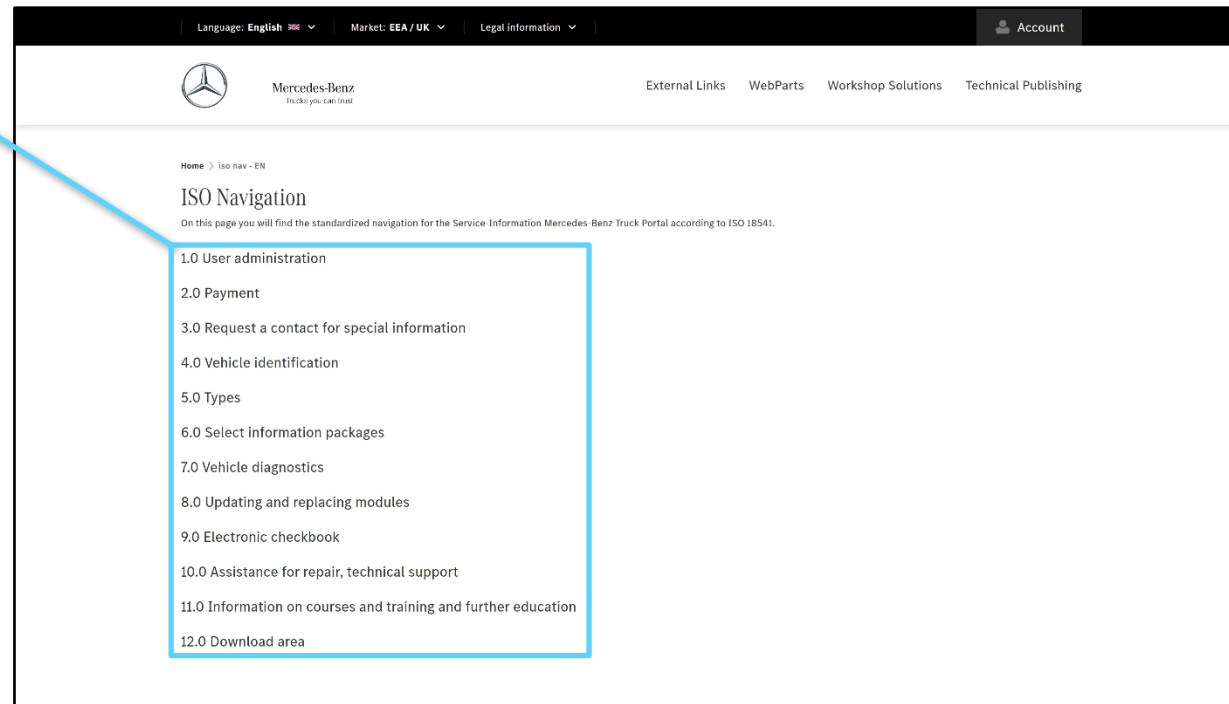 Language: English
Market: EEA / UK
Legal information
Account
Mercedes-Benz
Trucks you can trust
External Links
WebParts
Workshop Solutions
Technical Publishing
Home > iso nav - EN
ISO Navigation
On this page you will find the standardized navigation for the Service-Information Mercedes-Benz Truck Portal according to ISO 18541.
1.0 User administration
2.0 Payment
3.0 Request a contact for special information
4.0 Vehicle identification
5.0 Types
6.0 Select information packages
7.0 Vehicle diagnostics
8.0 Updating and replacing modules
9.0 Electronic checkbook
10.0 Assistance for repair, technical support
11.0 Information on courses and training and further education
12.0 Download area